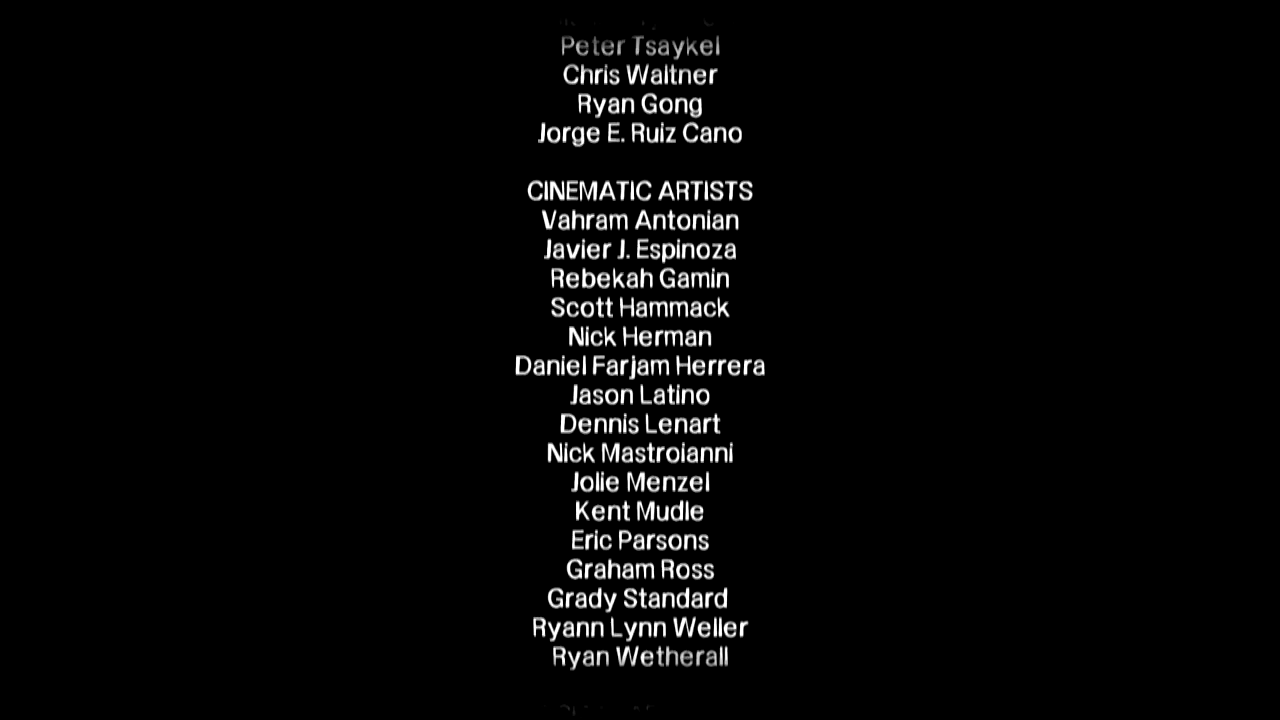 Peter Tsaykel
Chris Waltner
Ryan Gong
Jorge E. Ruiz Cano
CINEMATIC ARTISTS
Vahram Antonian
Javier J. Espinoza
Rebekah Gamin
Scott Hammack
Nick Herman
Daniel Farjam Herrera
Jason Latino
Dennis Lenart
Nick Mastroianni
Jolie Menzel
Kent Mudle
Eric Parsons
Graham Ross
Grady Standard
Ryann Lynn Weller
Ryan Wetherall